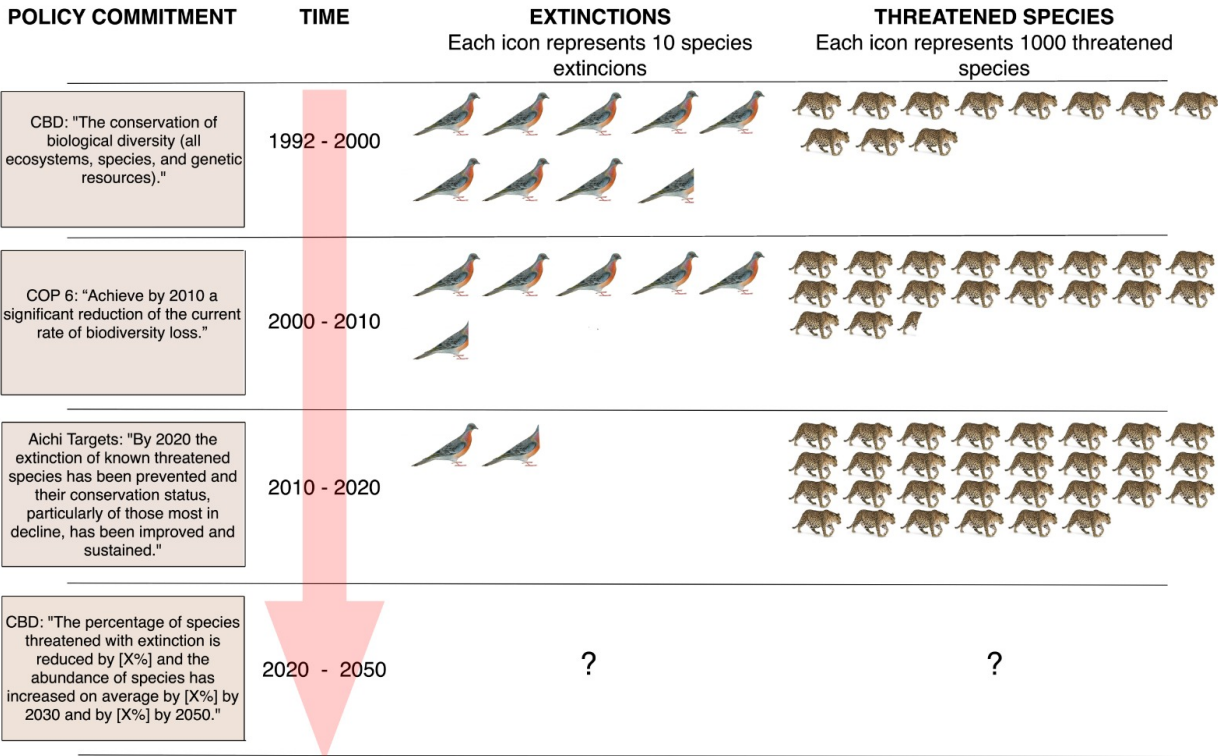 POLICY COMMITMENT
TIME
EXTINCTIONS
Each icon represents 10 species
extincions
THREATENED SPECIES
Each icon represents 1000 threatened
species
CBD: "The conservation of
biological diversity (all
ecosystems, species, and genetic
resources)."
1992 - 2000
COP 6: “Achieve by 2010 a
significant reduction of the current
rate of biodiversity loss.”
2000 - 2010
Aichi Targets: "By 2020 the
extinction of known threatened
species has been prevented and
their conservation status,
particularly of those most in
decline, has been improved and
sustained."
2010 - 2020
CBD: "The percentage of species
threatened with extinction is
reduced by [X%] and the
abundance of species has
increased on average by [X%] by
2030 and by [X%] by 2050."
2020 - 2050
?
?